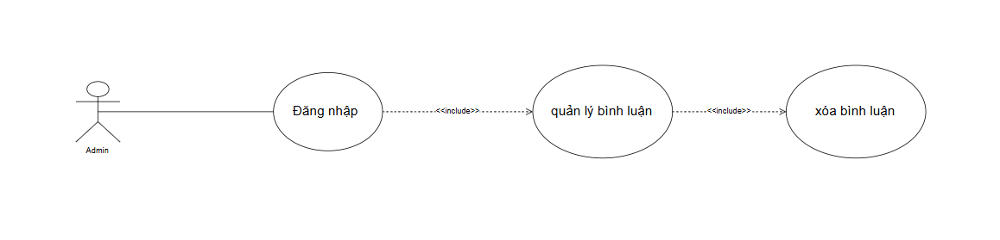 Đăng nhập
<<include>>
quản lý bình luận
<<include>>
xóa bình luận
Admin